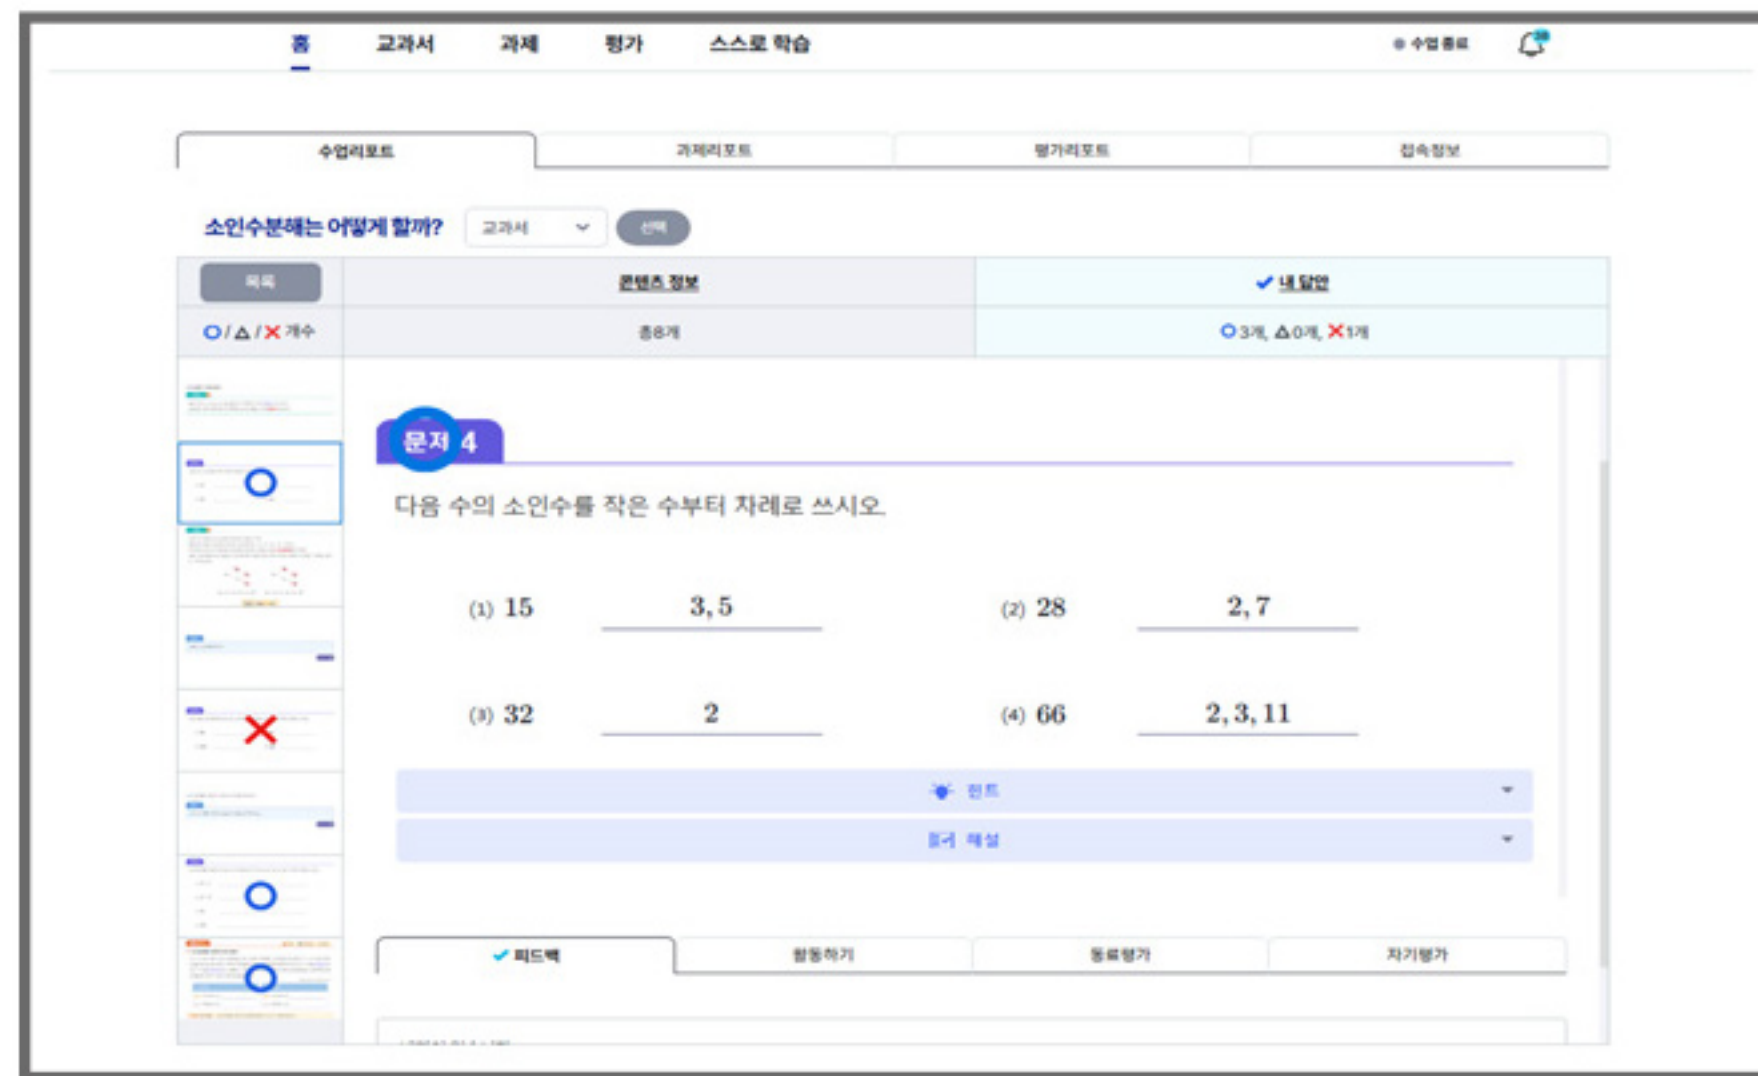 홈 교과서 과제 평가 스스로 학습 수업 종료
수업리포트 과제리포트 평가리포트 접속정보
소인수분해는 어떻게 할까? 교과서 선택
목록 콘텐츠 정보 내 답안
O / △ / X 개수 총8개 O 3개, △ 0개, X 1개
문제 4
다음 수의 소인수를 작은 수부터 차례로 쓰시오.
(1) 15 3, 5 (2) 28 2, 7
(3) 32 2 (4) 66 2, 3, 11
힌트
해설
피드백 활동하기 동료평가 자기평가